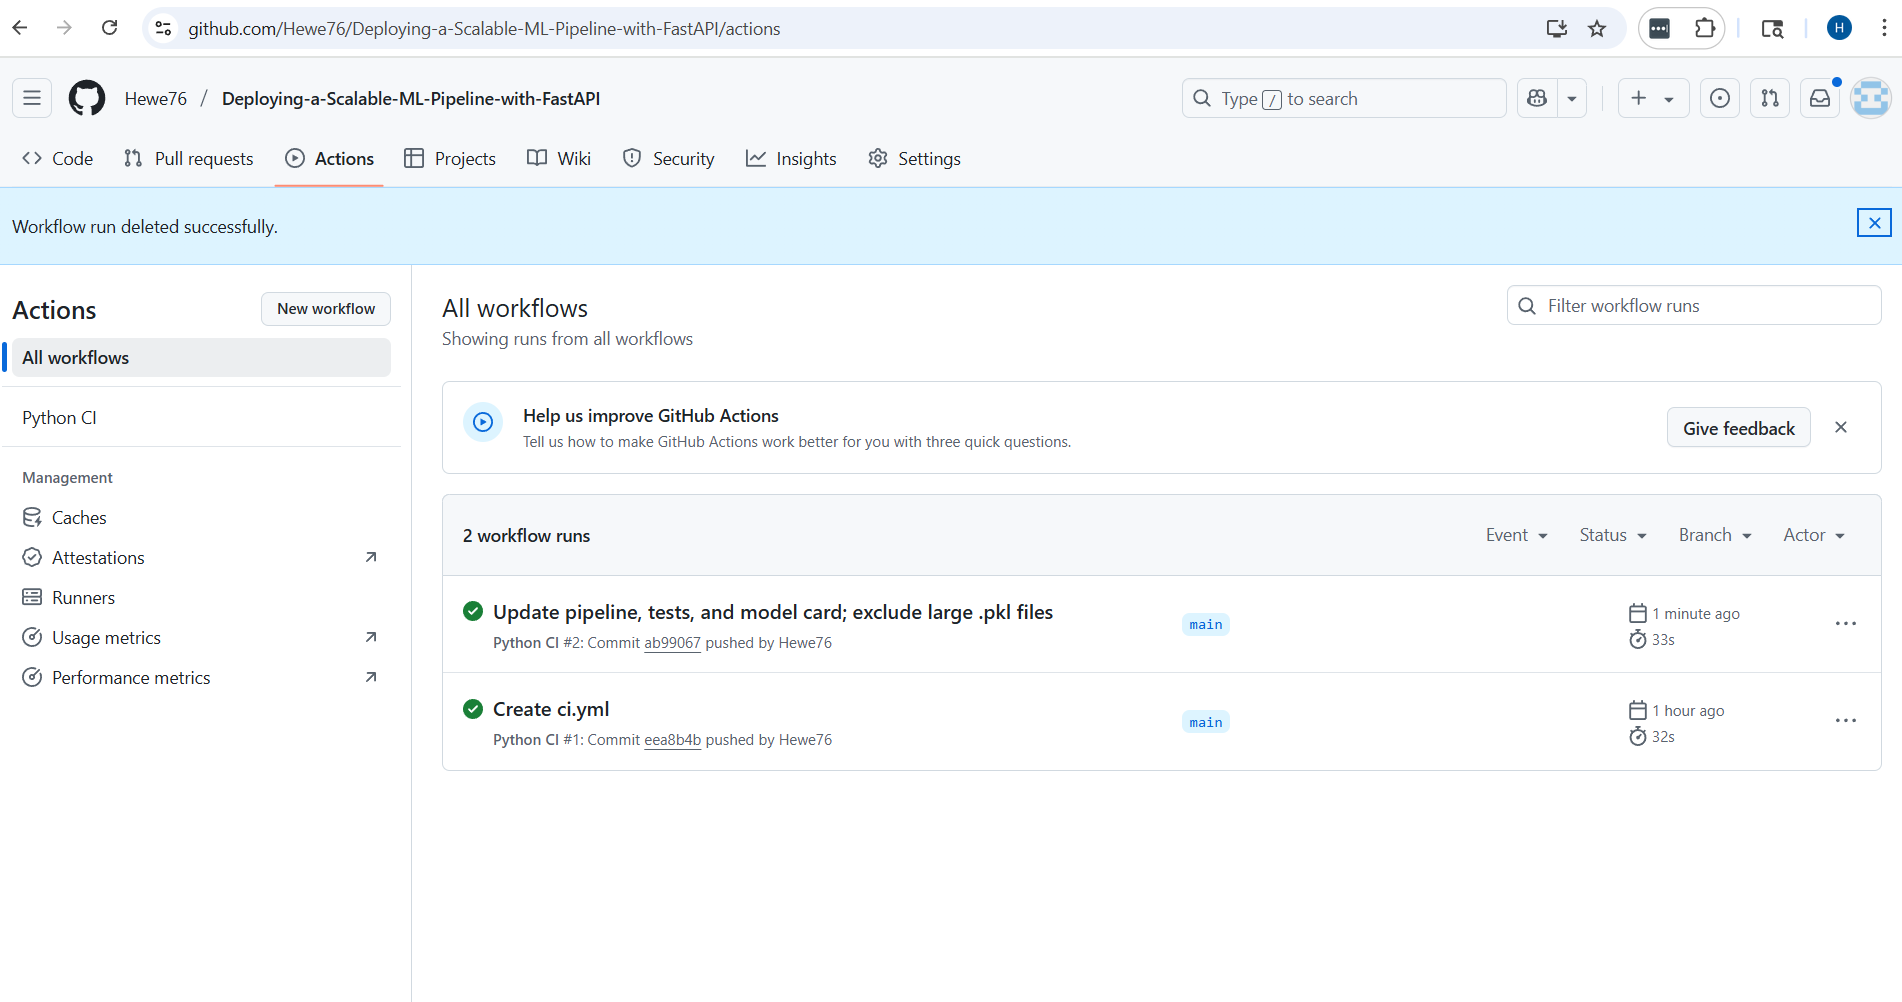 github.com/Hewe76/Deploying-a-Scalable-ML-Pipeline-with-FastAPI/actions
H
Hewe76 / Deploying-a-Scalable-ML-Pipeline-with-FastAPI
Type / to search
Code
Pull requests
Actions
Projects
Wiki
Security
Insights
Settings
Workflow run deleted successfully.
Actions
New workflow
All workflows
Python CI
Management
Caches
Attestations
Runners
Usage metrics
Performance metrics
All workflows
Showing runs from all workflows
Filter workflow runs
Help us improve GitHub Actions
Tell us how to make GitHub Actions work better for you with three quick questions.
Give feedback
2 workflow runs
Event
Status
Branch
Actor
Update pipeline, tests, and model card; exclude large .pkl files
Python CI #2: Commit ab99067 pushed by Hewe76
main
1 minute ago
33s
Create ci.yml
Python CI #1: Commit eea8b4b pushed by Hewe76
main
1 hour ago
32s